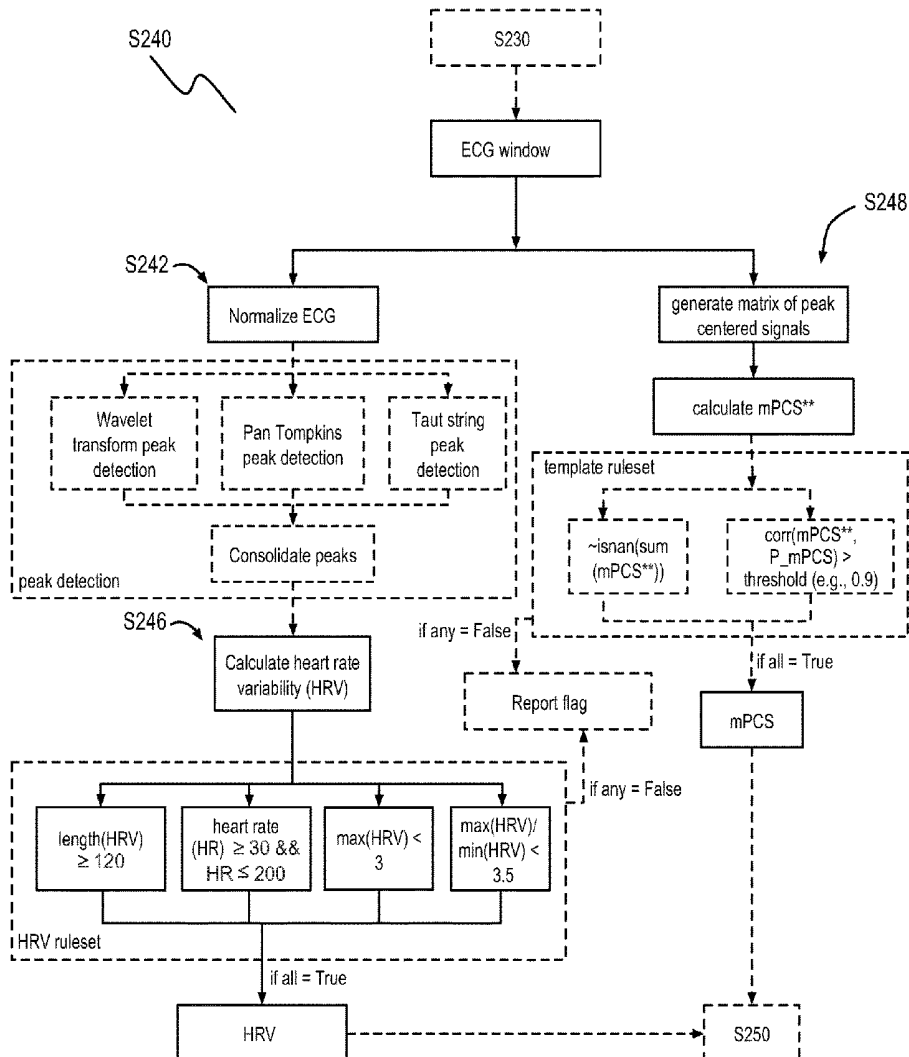 S240
S230
ECG window
S248
S242
Normalize ECG
generate matrix of peak
centered signals
Wavelet
transform peak
detection
Pan Tompkins
peak detection
Taut string
peak
detection
calculate mPCS**
template ruleset
~isnan(sum
(mPCS**))
corr(mPCS**,
P_mPCS) >
threshold (e.g., 0.9)
Consolidate peaks
peak detection
S246
Calculate heart rate
variability (HRV)
if any = False
if all = True
Report flag
mPCS
if any = False
length(HRV)
≥ 120
heart rate
(HR) ≥ 30 &&
HR ≤ 200
max(HRV) <
3
max(HRV)/
min(HRV) <
3.5
HRV ruleset
if all = True
HRV
S250